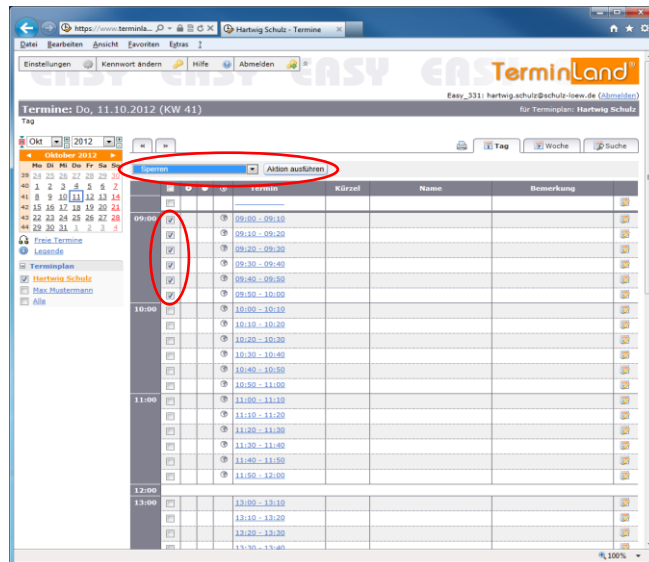 https://www.terminla...
Hartwig Schulz - Termine
Datei Bearbeiten Ansicht Favoriten Extras ?
Einstellungen Kennwort ändern Hilfe Abmelden
EASY EASY EASY EASY
Terminland®
Easy_331: hartwig.schulz@schulz-loew.de (Abmelden)
Termine: Do, 11.10.2012 (KW 41)
für Terminplan: Hartwig Schulz
Tag
Okt 2012
« »
Tag Woche Suche
Oktober 2012
Mo Di Mi Do Fr Sa So
39 24 25 26 27 28 29 30
40 1 2 3 4 5 6 7
41 8 9 10 11 12 13 14
42 15 16 17 18 19 20 21
43 22 23 24 25 26 27 28
44 29 30 31 1 2 3 4
Freie Termine
Legende
Terminplan
Hartwig Schulz
Max Mustermann
Alle
Sperren Aktion ausführen
Termin Kürzel Name Bemerkung
09:00 09:00 - 09:10
09:10 - 09:20
09:20 - 09:30
09:30 - 09:40
09:40 - 09:50
09:50 - 10:00
10:00 10:00 - 10:10
10:10 - 10:20
10:20 - 10:30
10:30 - 10:40
10:40 - 10:50
10:50 - 11:00
11:00 11:00 - 11:10
11:10 - 11:20
11:20 - 11:30
11:30 - 11:40
11:40 - 11:50
11:50 - 12:00
12:00
13:00 13:00 - 13:10
13:10 - 13:20
13:20 - 13:30
13:30 - 13:40
100%